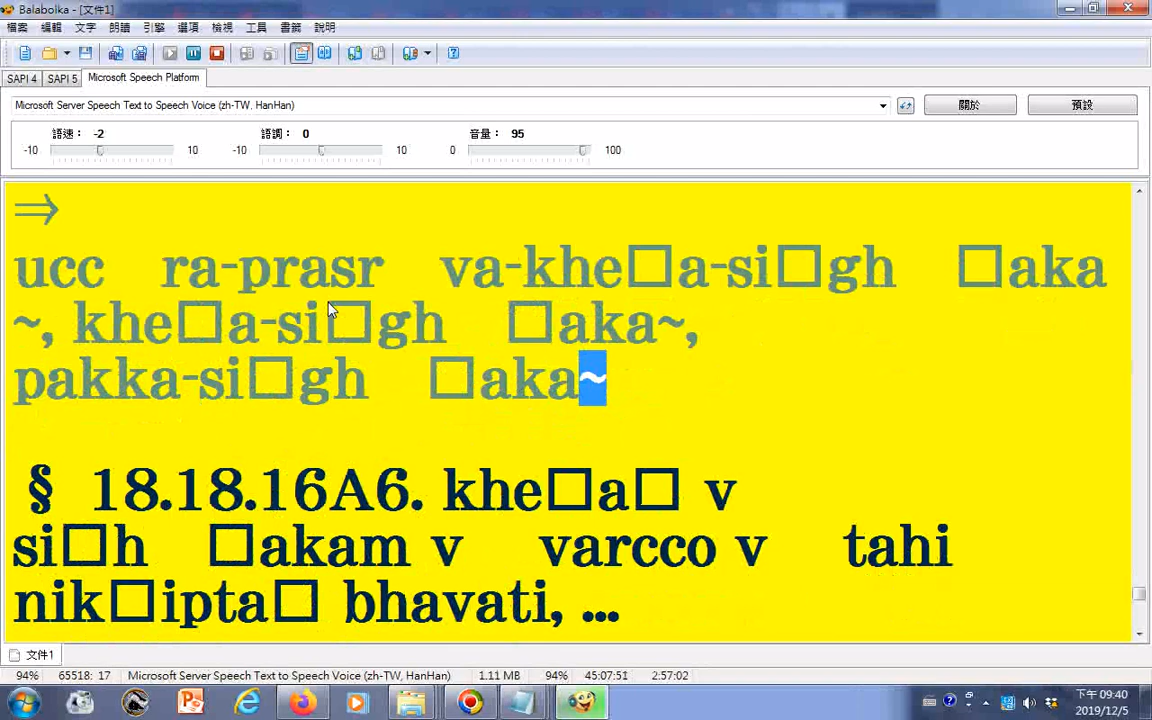 Balabolka - [文件1]
檔案 編輯 文字 朗讀 引擎 選項 檢視 工具 書籤 說明
SAPI 4 SAPI 5 Microsoft Speech Platform
Microsoft Server Speech Text to Speech Voice (zh-TW, HanHan) 關於 預設
語速： -2 語調： 0 音量： 95
-10 10 -10 10 0 100
⇒
ucc ra-prasr va-khe□a-si□gh □aka
~, khe□a-si□gh □aka~,
pakka-si□gh □aka~
§ 18.18.16A6. khe□a□ v
si□h □akam v varcco v tahi
nik□ipta□ bhavati, ...
文件1
94% 65518: 17 Microsoft Server Speech Text to Speech Voice (zh-TW, HanHan) 1.11 MB 94% 45:07:51 2:57:02
下午 09:40
2019/12/5